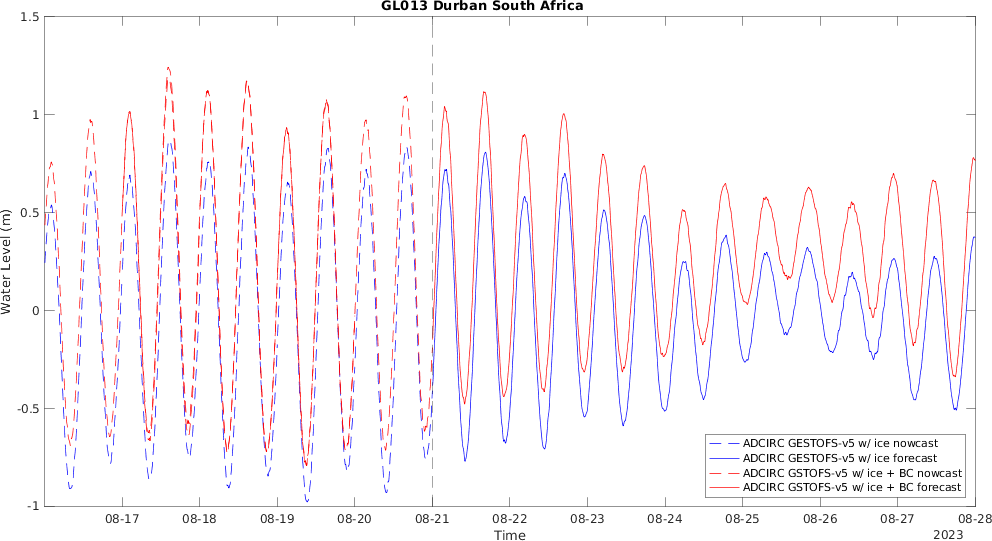 GL013 Durban South Africa
1.5
1
0.5
0
-0.5
-1
Water Level (m)
08-17
08-18
08-19
08-20
08-21
08-22
08-23
08-24
08-25
08-26
08-27
08-28
Time
2023
ADCIRC GESTOFS-v5 w/ ice nowcast
ADCIRC GESTOFS-v5 w/ ice forecast
ADCIRC GSTOFS-v5 w/ ice + BC nowcast
ADCIRC GSTOFS-v5 w/ ice + BC forecast